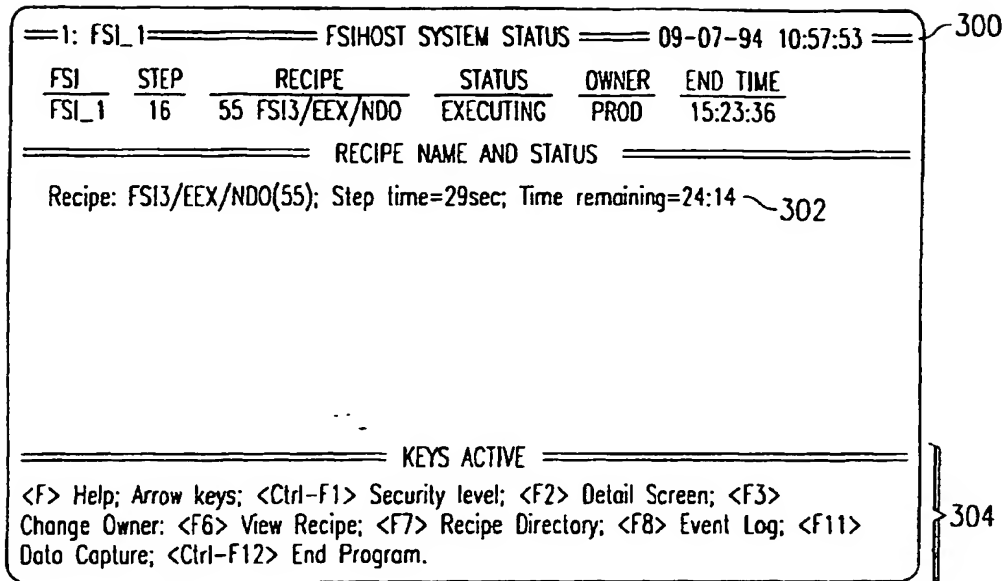 1: FSI_1 FSIHOST SYSTEM STATUS 09-07-94 10:57:53 300
FSI STEP RECIPE STATUS OWNER END TIME
FSI_1 16 55 FSI3/EEX/NDO EXECUTING PROD 15:23:36
RECIPE NAME AND STATUS
Recipe: FSI3/EEX/NDO(55); Step time=29sec; Time remaining=24:14 302
KEYS ACTIVE
<F> Help; Arrow keys; <Ctrl-F1> Security level; <F2> Detail Screen; <F3>
Change Owner: <F6> View Recipe; <F7> Recipe Directory; <F8> Event Log; <F11> 304
Data Capture; <Ctrl-F12> End Program.